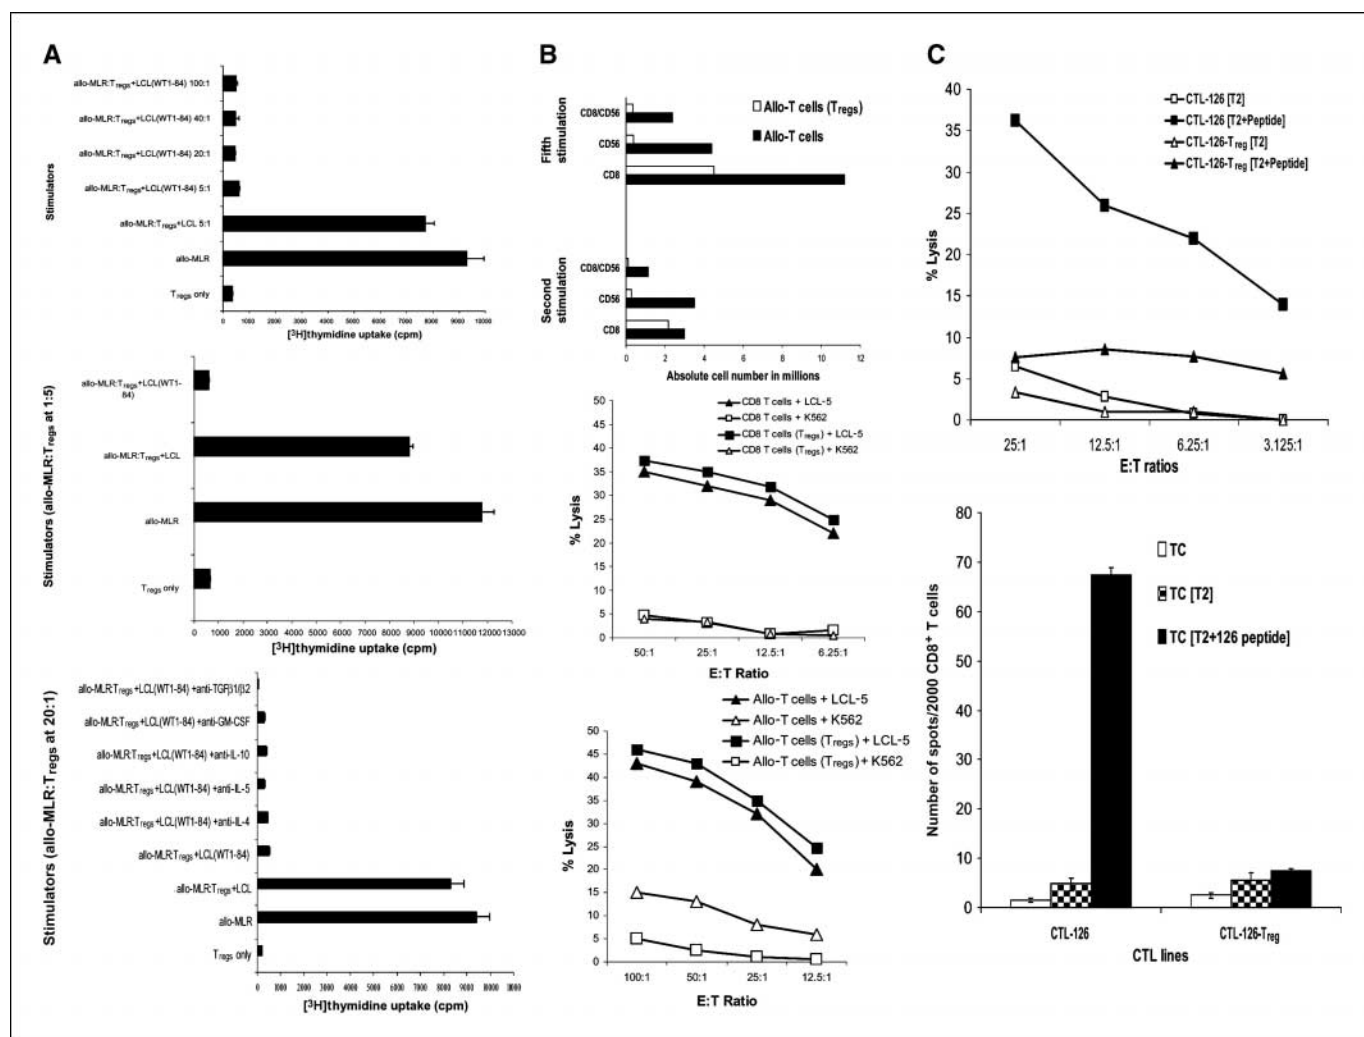 A
Stimulators
allo-MLR:Tregs+LCL(WT1-84) 100:1
allo-MLR:Tregs+LCL(WT1-84) 40:1
allo-MLR:Tregs+LCL(WT1-84) 20:1
allo-MLR:Tregs+LCL(WT1-84) 5:1
allo-MLR:Tregs+LCL 5:1
allo-MLR
Tregs only
0 1000 2000 3000 4000 5000 6000 7000 8000 9000 10000
[³H]thymidine uptake (cpm)
Stimulators (allo-MLR:Tregs at 1:5)
allo-MLR:Tregs+LCL(WT1-
84)
allo-MLR:Tregs+LCL
allo-MLR
Tregs only
0 1000 2000 3000 4000 5000 6000 7000 8000 9000 10000 11000 12000 13000
[³H]thymidine uptake (cpm)
Stimulators (allo-MLR:Tregs at 20:1)
allo-MLR:Tregs+LCL(WT1-84) +anti-TGFβ1/β2
allo-MLR:Tregs+LCL(WT1-84) +anti-GM-CSF
allo-MLR:Tregs+LCL(WT1-84) +anti-IL-10
allo-MLR:Tregs+LCL(WT1-84) +anti-IL-5
allo-MLR:Tregs+LCL(WT1-84) +anti-IL-4
allo-MLR:Tregs+LCL(WT1-84)
allo-MLR:Tregs+LCL
allo-MLR
Tregs only
0 1000 2000 3000 4000 5000 6000 7000 8000 9000 10000 11000
[³H]thymidine uptake (cpm)
B
Allo-T cells (Tregs)
Allo-T cells
Fifth
stimulation
CD8/CD56
CD56
CD8
Second
stimulation
CD8/CD56
CD56
CD8
0 2 4 6 8 10 12
Absolute cell number in millions
CD8 T cells + LCL-5
CD8 T cells + K562
CD8 T cells (Tregs) + LCL-5
CD8 T cells (Tregs) + K562
% Lysis
50
45
40
35
30
25
20
15
10
5
0
50:1 25:1 12.5:1 6.25:1
E:T Ratio
Allo-T cells + LCL-5
Allo-T cells + K562
Allo-T cells (Tregs) + LCL-5
Allo-T cells (Tregs) + K562
% Lysis
50
45
40
35
30
25
20
15
10
5
0
100:1 50:1 25:1 12.5:1
E:T Ratio
C
CTL-126 [T2]
CTL-126 [T2+Peptide]
CTL-126-Treg [T2]
CTL-126-Treg [T2+Peptide]
% Lysis
40
35
30
25
20
15
10
5
0
25:1 12.5:1 6.25:1 3.125:1
E:T ratios
Number of spots/2000 CD8⁺ T cells
80
70
60
50
40
30
20
10
0
TC
TC [T2]
TC [T2+126 peptide]
CTL-126 CTL-126-Treg
CTL lines